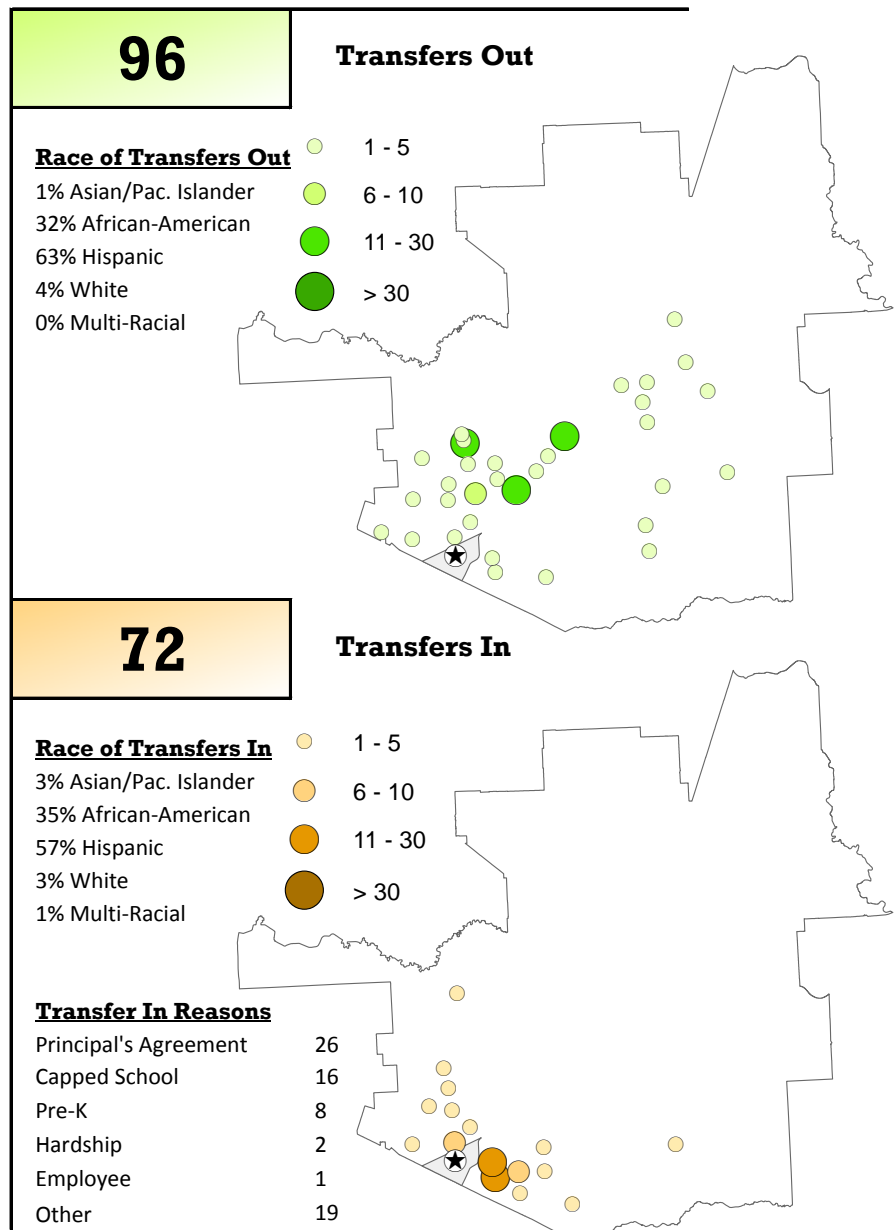 96
Transfers Out
Race of Transfers Out
1% Asian/Pac. Islander
32% African-American
63% Hispanic
4% White
0% Multi-Racial
1 - 5
6 - 10
11 - 30
> 30
72
Transfers In
Race of Transfers In
3% Asian/Pac. Islander
35% African-American
57% Hispanic
3% White
1% Multi-Racial
1 - 5
6 - 10
11 - 30
> 30
Transfer In Reasons
Principal's Agreement 26
Capped School 16
Pre-K 8
Hardship 2
Employee 1
Other 19